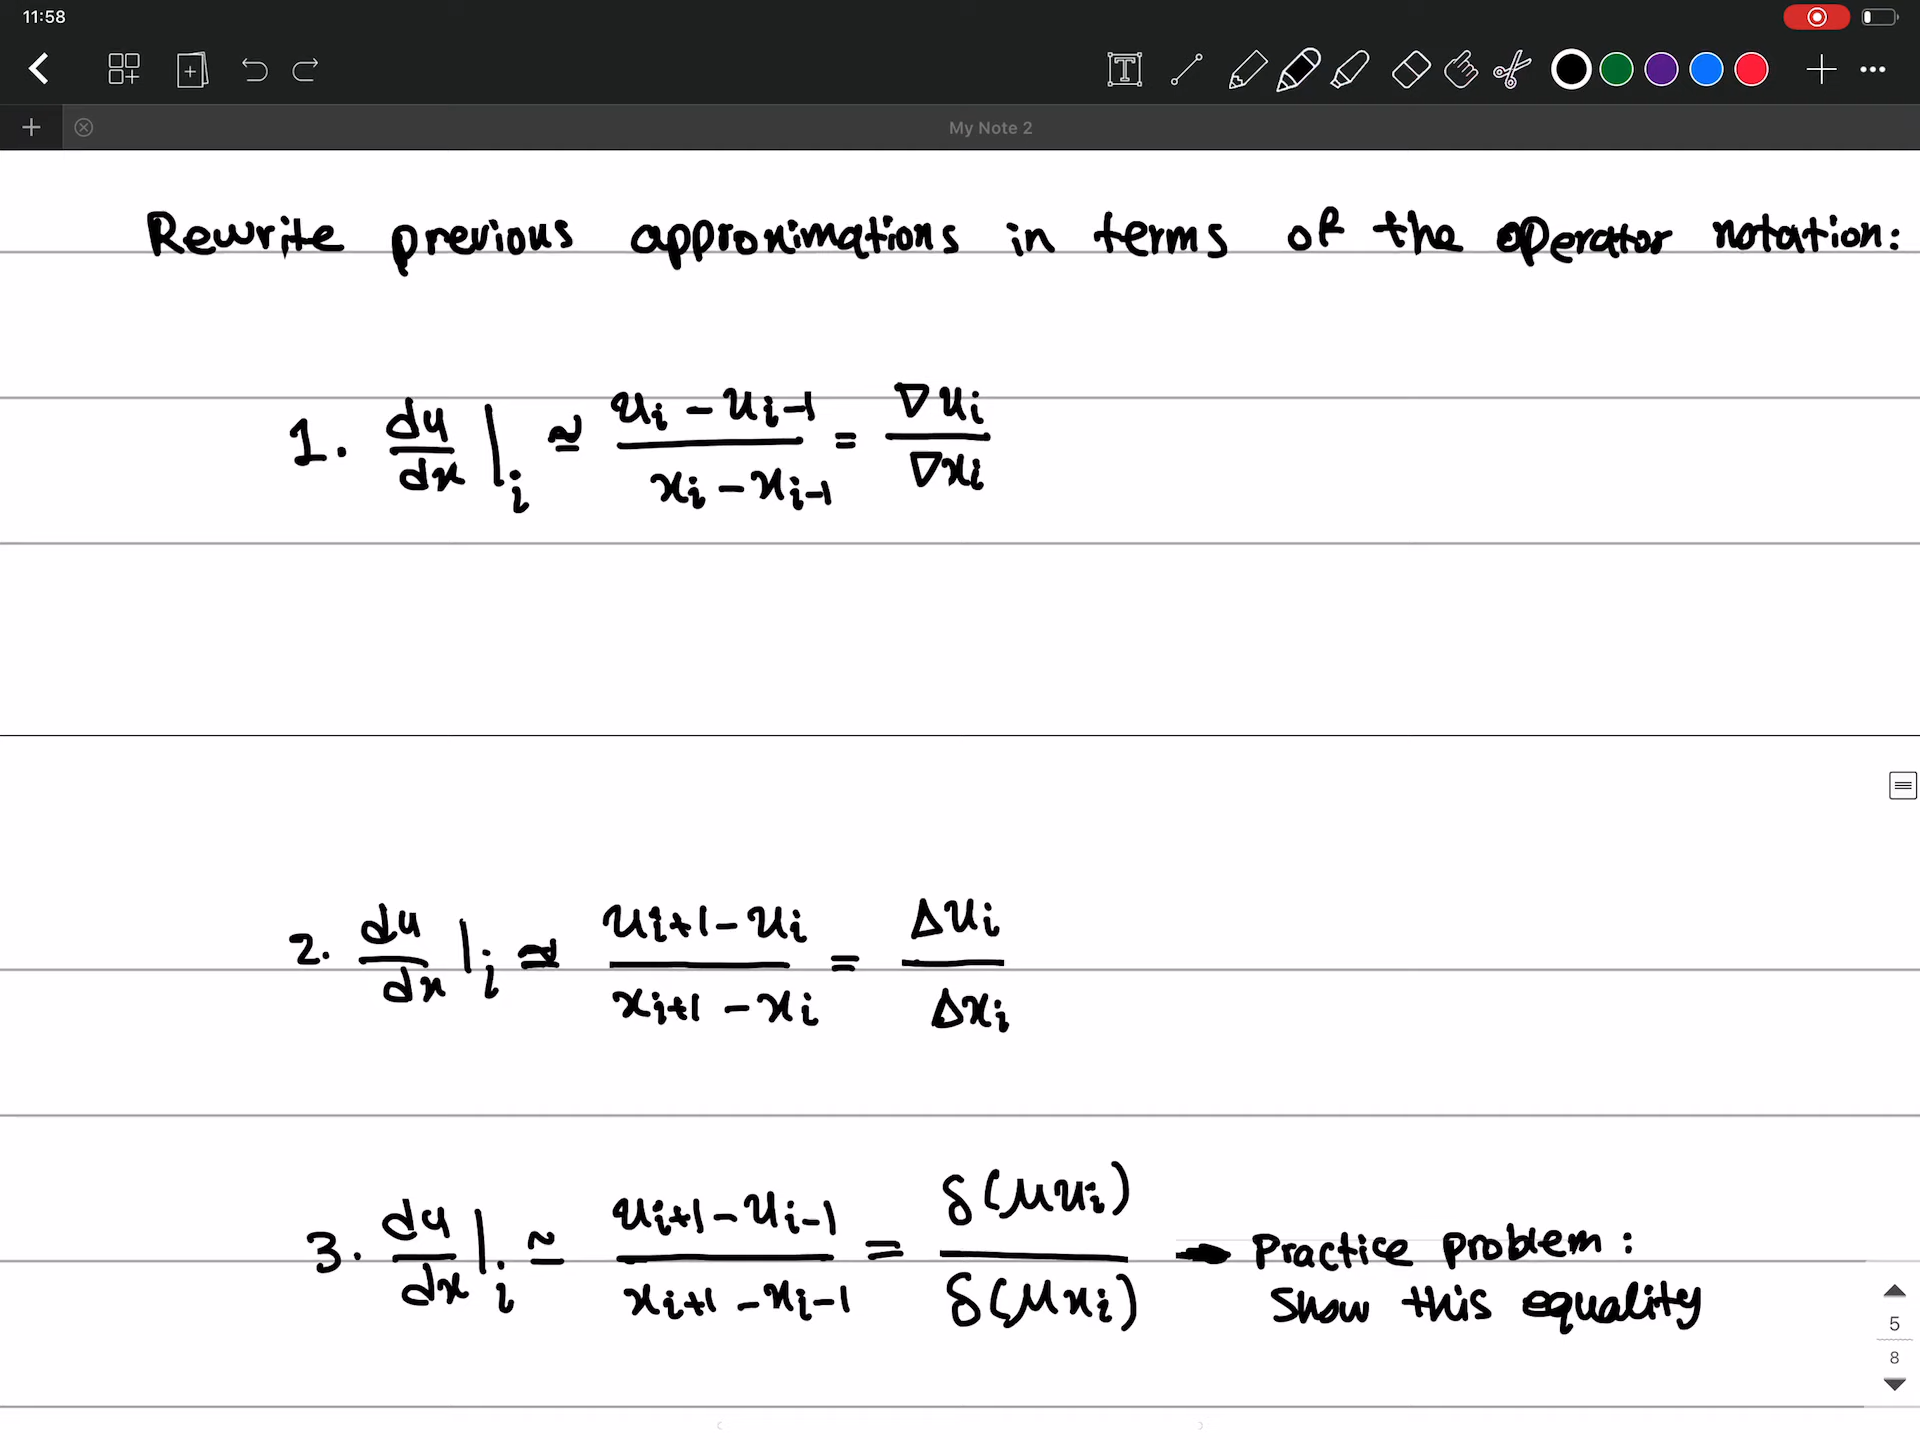 11:58
My Note 2
Rewrite previous approximations in terms of the operator notation:
1. du/dx |i ≃ (ui - ui-1)/(xi - xi-1) = ∇ui/∇xi
2. du/dx |i ≃ (ui+1 - ui)/(xi+1 - xi) = Δui/Δxi
3. du/dx |i ≃ (ui+1 - ui-1)/(xi+1 - xi-1) = δ(μui)/δ(μxi) → Practice problem:
Show this equality
5
8